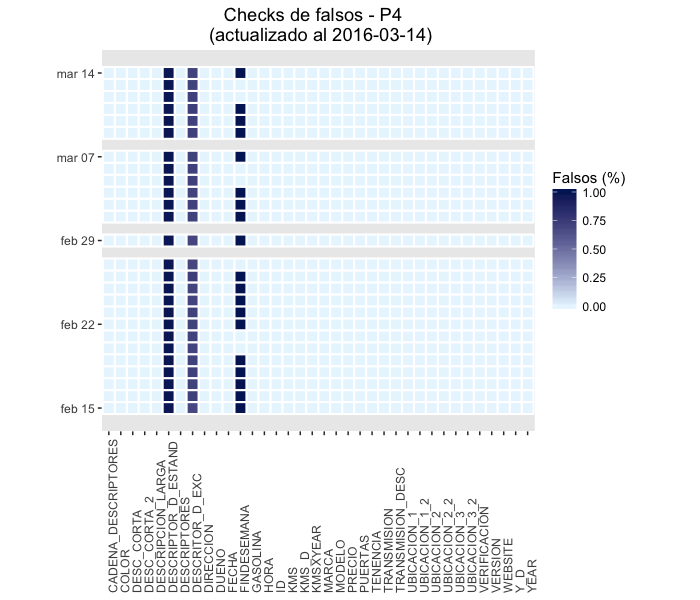 Checks de falsos - P4
(actualizado al 2016-03-14)
mar 14
mar 07
feb 29
feb 22
feb 15
Falsos (%)
1.00
0.75
0.50
0.25
0.00
CADENA_DESCRIPTORES
COLOR
DESC_CORTA
DESC_CORTA_2
DESCRIPCION_LARGA
DESCRIPTOR_D_ESTAND
DESCRIPTORES_
DESCRITOR_D_EXC
DIRECCION
DUENO
FECHA
FINDESEMANA
GASOLINA
HORA
ID
KMS
KMS_D
KMSXYEAR
MARCA
MODELO
PRECIO
PUERTAS
TENENCIA
TRANSMISION
TRANSMISION_DESC
UBICACION_1
UBICACION_1_2
UBICACION_2
UBICACION_2_2
UBICACION_3
UBICACION_3_2
VERIFICACIÓN
VERSION
WEBSITE
Y_D
YEAR